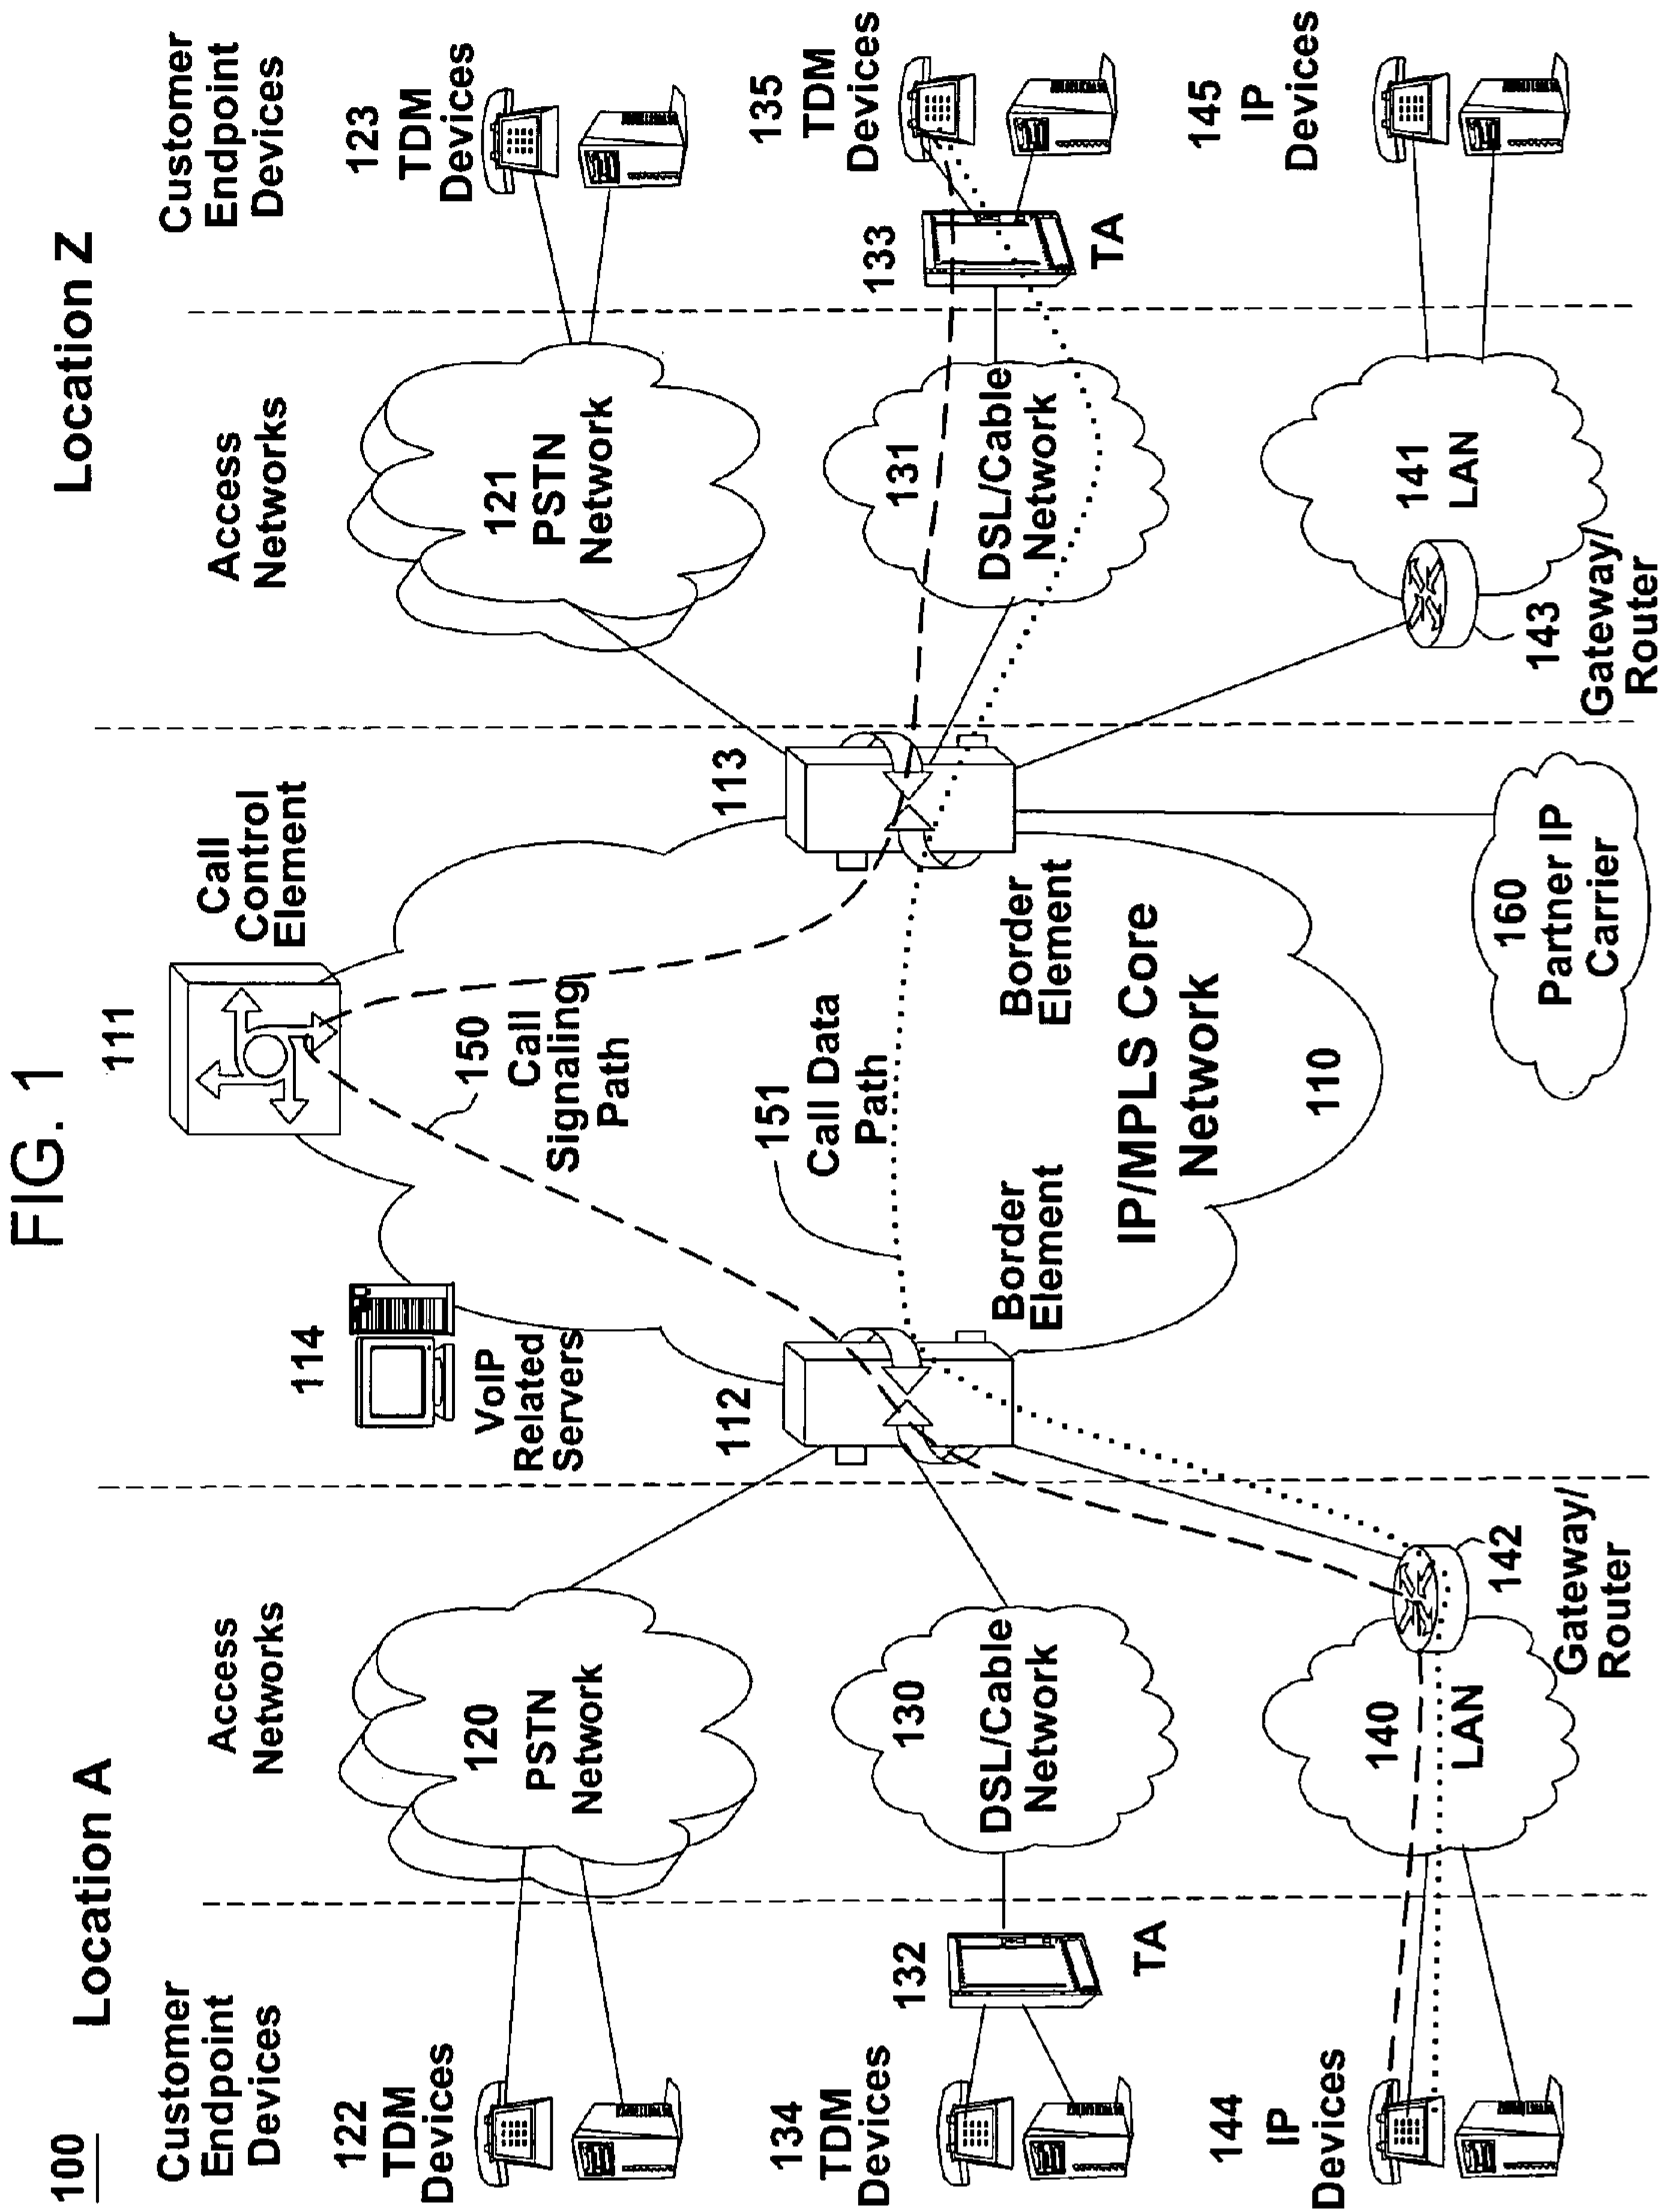 FIG. 1
100
Location A
Location Z
Customer
Endpoint
Devices
Access
Networks
111
Call
Control
Element
Access
Networks
Customer
Endpoint
Devices
122
TDM
Devices
120
PSTN
Network
114
VoIP
Related
Servers
150
Call
Signaling
Path
121
PSTN
Network
123
TDM
Devices
134
TDM
Devices
132
TA
130
DSL/Cable
Network
112
Border
Element
151
Call Data
Path
113
Border
Element
131
DSL/Cable
Network
133
TA
135
TDM
Devices
IP/MPLS Core
Network
110
144
IP
Devices
140
LAN
142
Gateway/
Router
160
Partner IP
Carrier
143
Gateway/
Router
141
LAN
145
IP
Devices